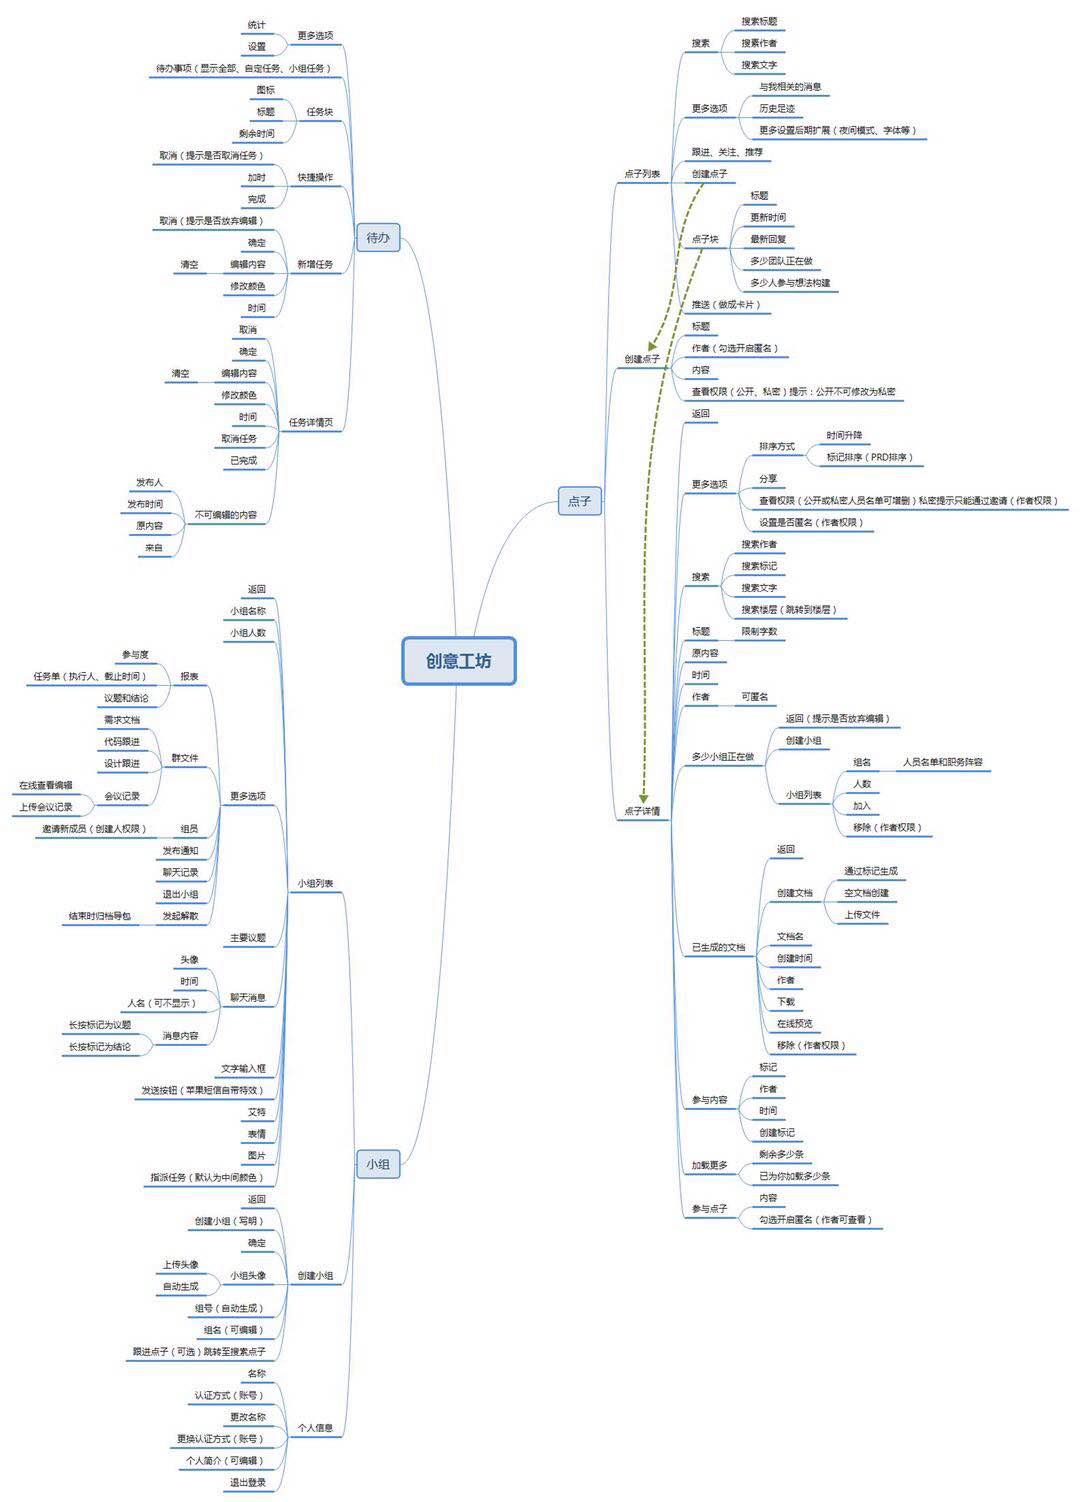 创意工坊
待办
更多选项
统计
设置
待办事项（显示全部、自定任务、小组任务）
任务块
图标
标题
剩余时间
快捷操作
取消（提示是否取消任务）
加时
完成
新增任务
取消（提示是否放弃编辑）
确定
编辑内容
清空
修改颜色
时间
任务详情页
取消
确定
编辑内容
清空
修改颜色
时间
取消任务
已完成
不可编辑的内容
发布人
发布时间
原内容
来自
小组
小组列表
返回
小组名称
小组人数
更多选项
报表
参与度
任务单（执行人、截止时间）
议题和结论
群文件
需求文档
代码跟进
设计跟进
会议记录
在线查看编辑
上传会议记录
组员
邀请新成员（创建人权限）
发布通知
聊天记录
退出小组
发起解散
结束时归档导包
主要议题
聊天消息
头像
时间
人名（可不显示）
消息内容
长按标记为议题
长按标记为结论
文字输入框
发送按钮（苹果短信自带特效）
艾特
表情
图片
指派任务（默认为中间颜色）
创建小组
返回
创建小组（写明）
确定
小组头像
上传头像
自动生成
组号（自动生成）
组名（可编辑）
跟进点子（可选）跳转至搜索点子
个人信息
名称
认证方式（账号）
更改名称
更换认证方式（账号）
个人简介（可编辑）
退出登录
点子
点子列表
搜索
搜索标题
搜素作者
搜索文字
更多选项
与我相关的消息
历史足迹
更多设置后期扩展（夜间模式、字体等）
跟进、关注、推荐
创建点子
点子块
标题
更新时间
最新回复
多少团队正在做
多少人参与想法构建
推送（做成卡片）
创建点子
标题
作者（勾选开启匿名）
内容
查看权限（公开、私密）提示：公开不可修改为私密
点子详情
返回
更多选项
排序方式
时间升降
标记排序（PRD排序）
分享
查看权限（公开或私密人员名单可增删）私密提示只能通过邀请（作者权限）
设置是否匿名（作者权限）
搜索
搜索作者
搜索标记
搜索文字
搜索楼层（跳转到楼层）
标题
限制字数
原内容
时间
作者
可匿名
多少小组正在做
返回（提示是否放弃编辑）
创建小组
小组列表
组名
人员名单和职务阵容
人数
加入
移除（作者权限）
已生成的文档
返回
创建文档
通过标记生成
空文档创建
上传文件
文档名
创建时间
作者
下载
在线预览
移除（作者权限）
参与内容
标记
作者
时间
创建标记
加载更多
剩余多少条
已为你加载多少条
参与点子
内容
勾选开启匿名（作者可查看）